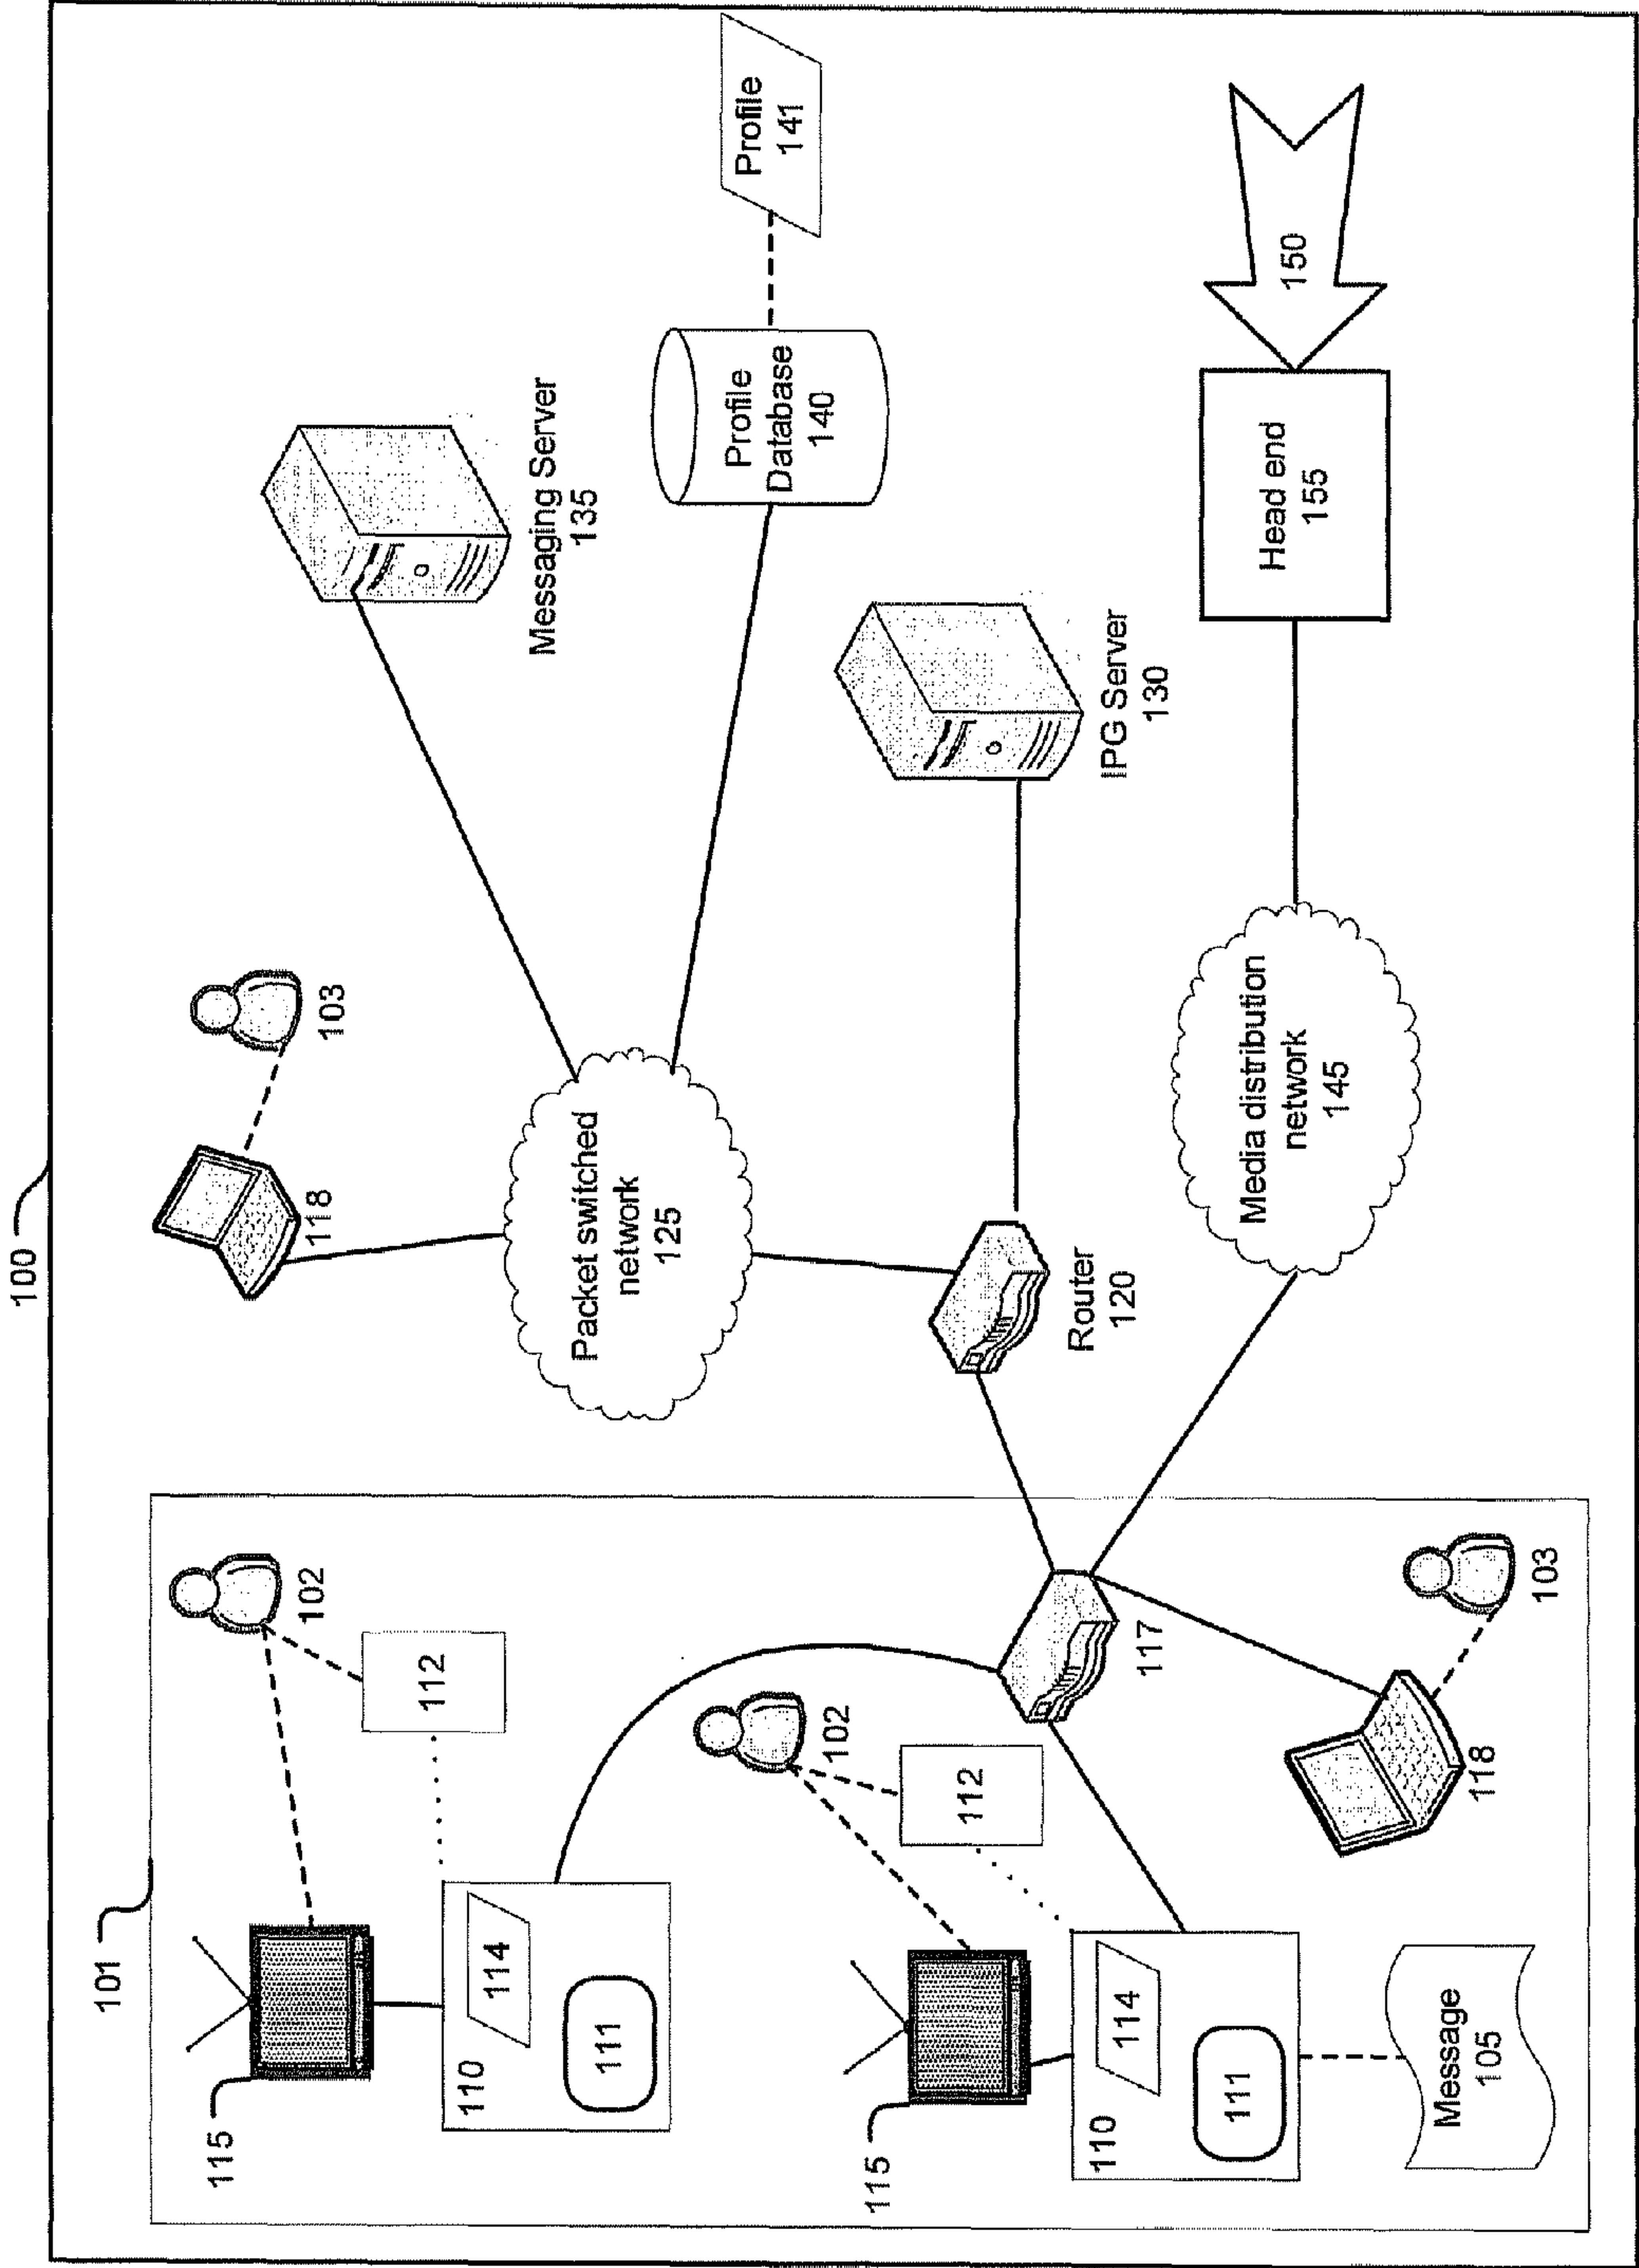 100
101
115
110
114
111
112
102
115
110
114
111
112
102
Message
105
117
118
103
118
103
Packet switched
network
125
Router
120
Messaging Server
135
Profile
Database
140
Profile
141
IPG Server
130
Media distribution
network
145
Head end
155
150